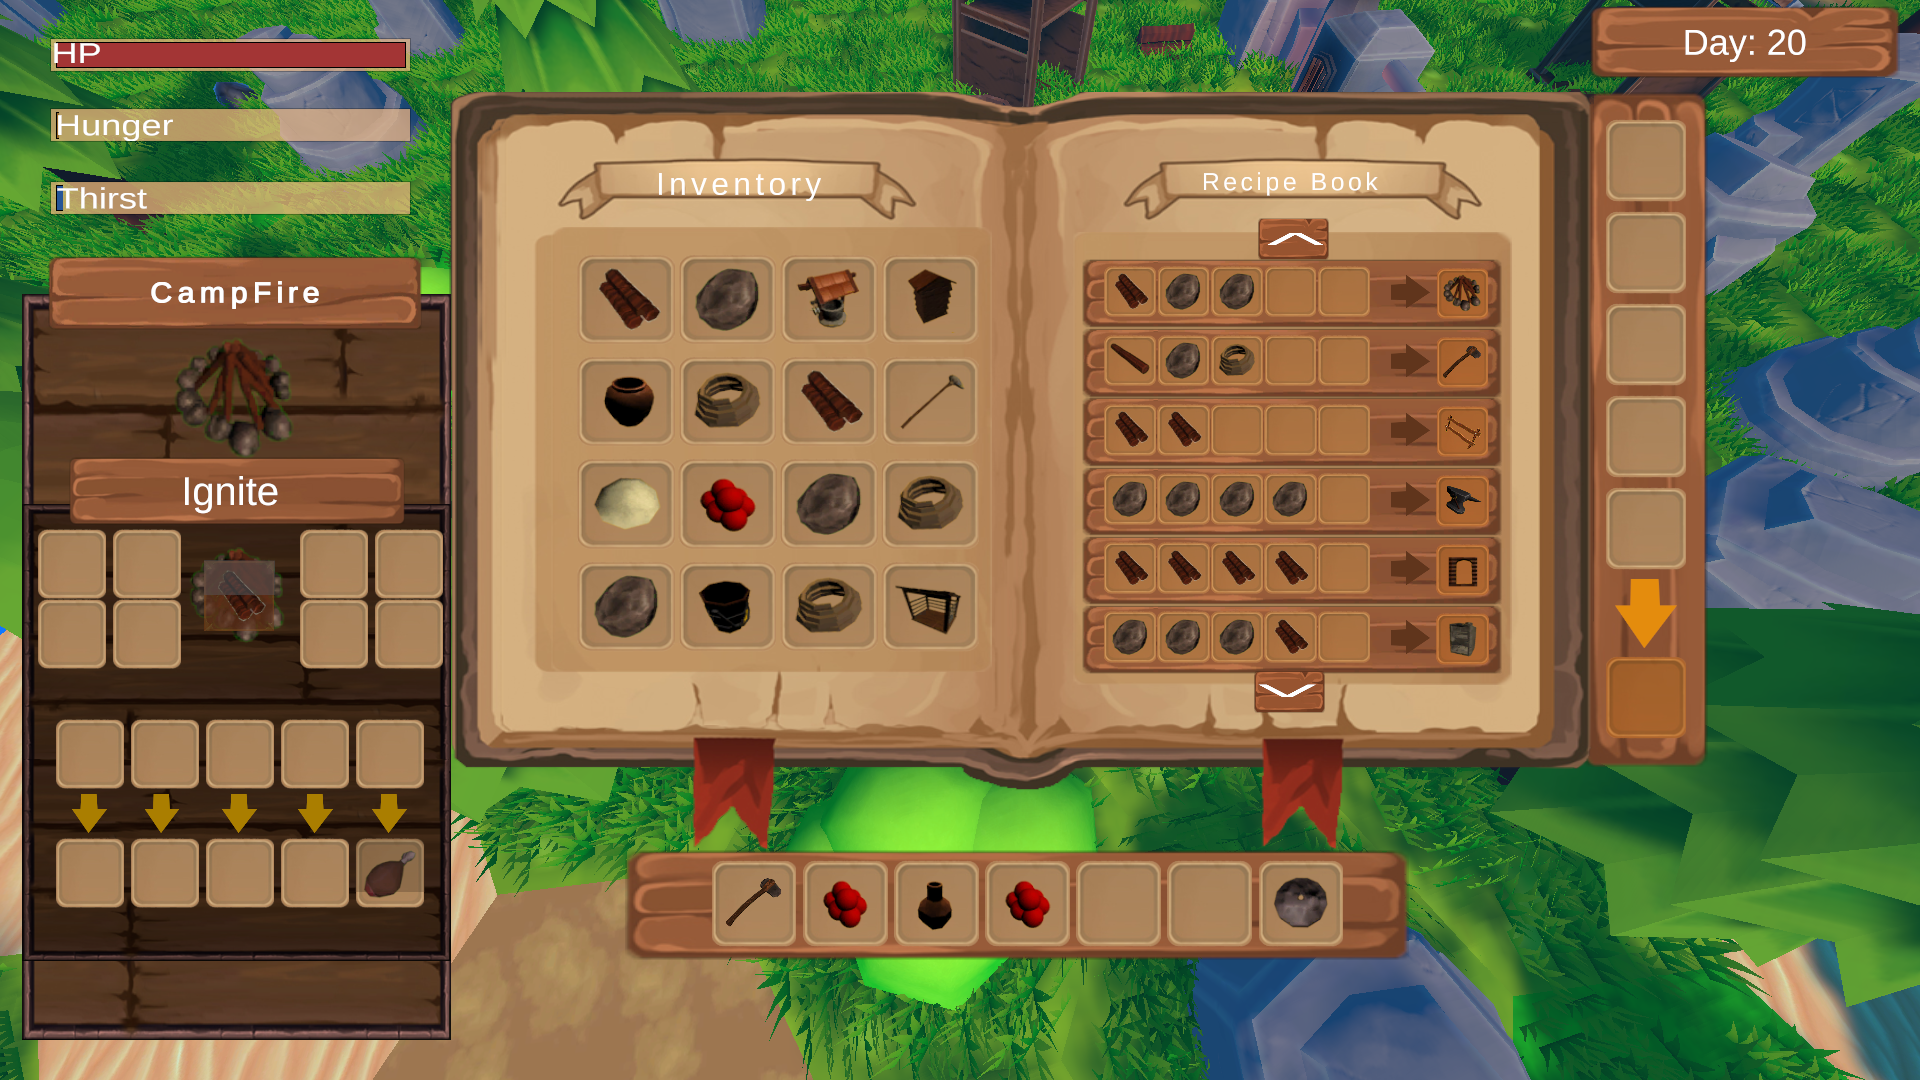 HP
Day: 20
Hunger
Thirst
Inventory
Recipe Book
CampFire
Ignite